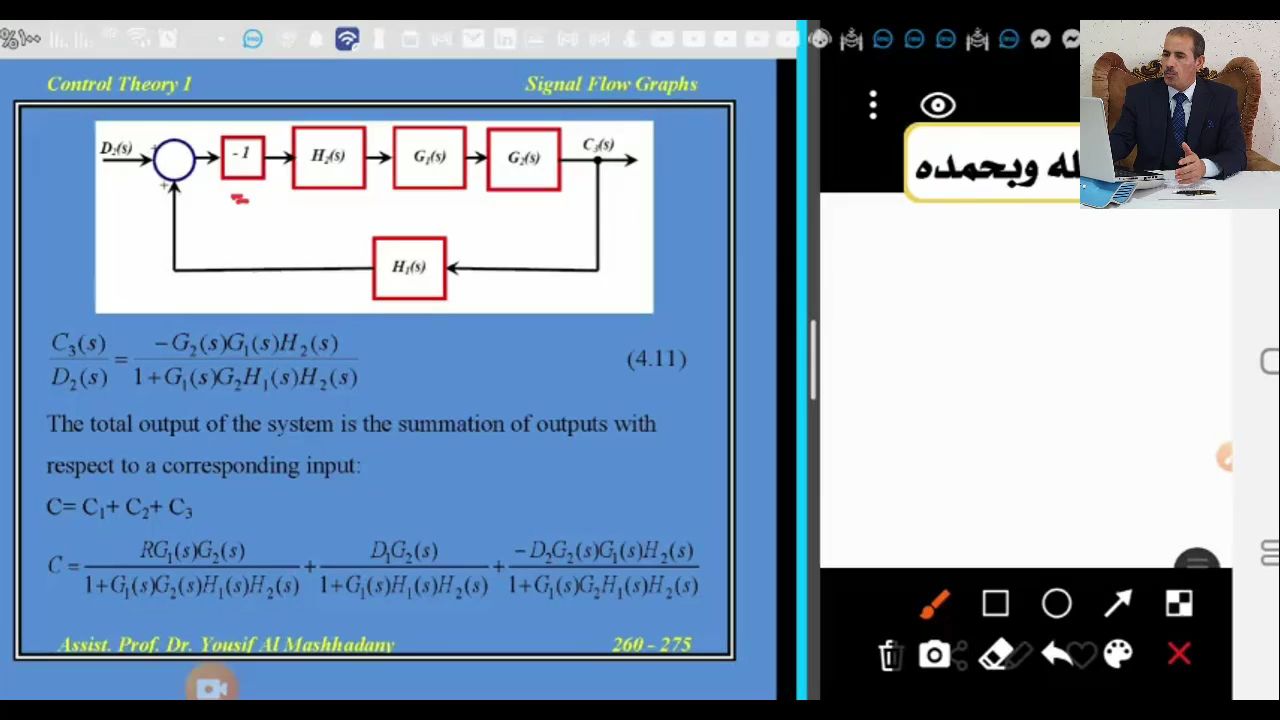 %١٠٠
Control Theory 1 Signal Flow Graphs
D₂(s) + - 1 H₂(s) G₁(s) G₂(s) C₃(s)
+
H₁(s)
C₃(s)/D₂(s) = -G₂(s)G₁(s)H₂(s)/1+G₁(s)G₂H₁(s)H₂(s) (4.11)
The total output of the system is the summation of outputs with
respect to a corresponding input:
C= C₁+ C₂+ C₃
C = RG₁(s)G₂(s)/1+G₁(s)G₂(s)H₁(s)H₂(s) + D₁G₂(s)/1+G₁(s)H₁(s)H₂(s) + -D₂G₂(s)G₁(s)H₂(s)/1+G₁(s)G₂H₁(s)H₂(s)
Assist. Prof. Dr. Yousif Al Mashhadany 260 - 275
وبحمده